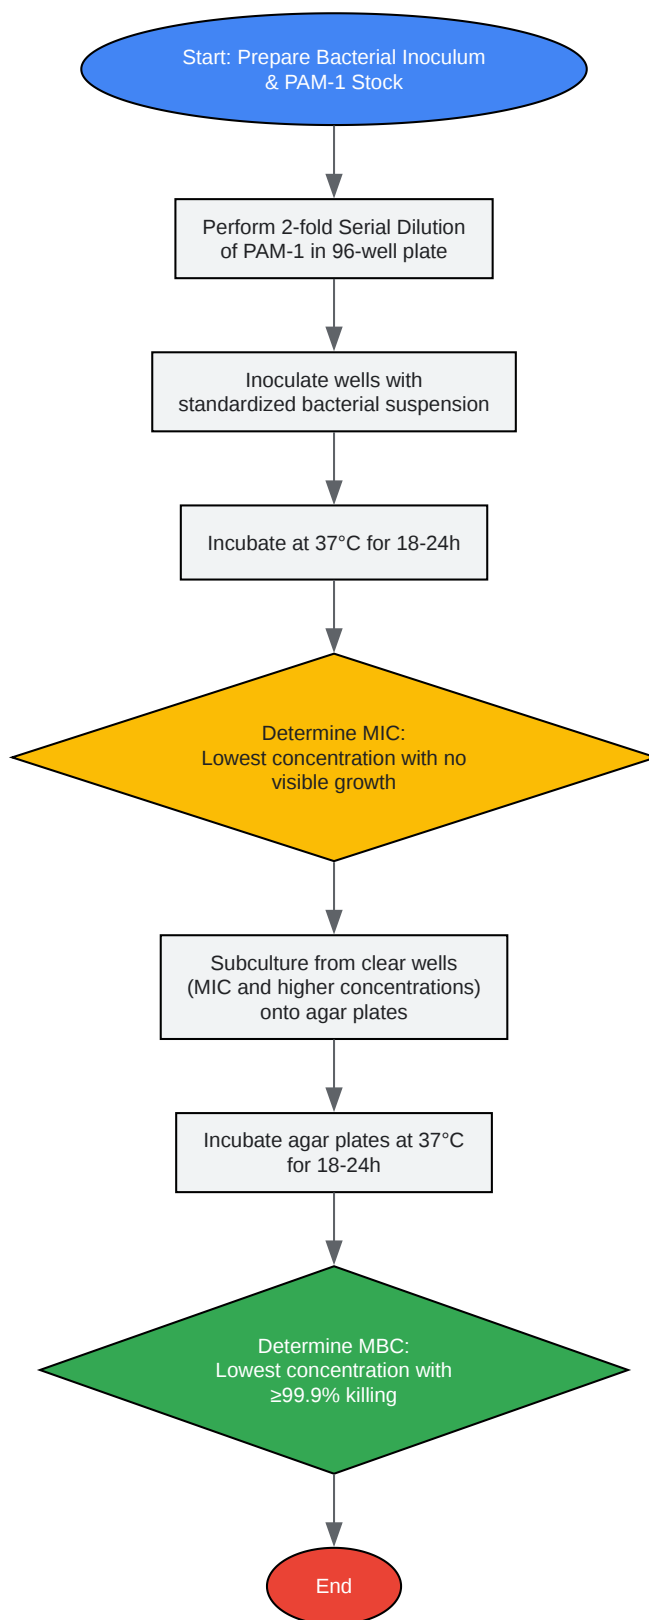 Start: Prepare Bacterial Inoculum
& PAM-1 Stock
Perform 2-fold Serial Dilution
of PAM-1 in 96-well plate
Inoculate wells with
standardized bacterial suspension
Incubate at 37°C for 18-24h
Determine MIC:
Lowest concentration with no
visible growth
Subculture from clear wells
(MIC and higher concentrations)
onto agar plates
Incubate agar plates at 37°C
for 18-24h
Determine MBC:
Lowest concentration with
≥99.9% killing
End